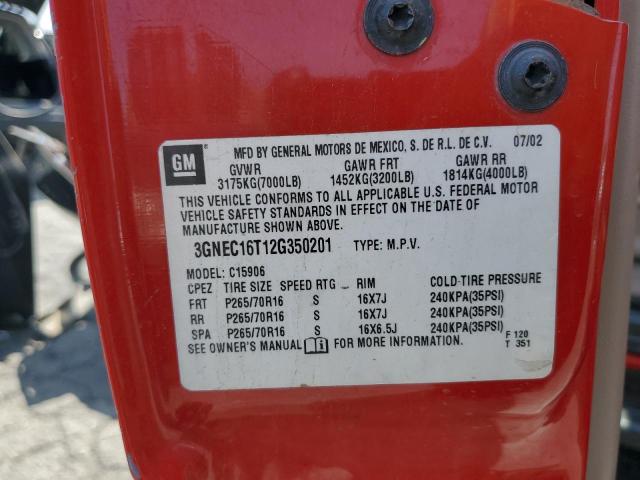 GM
MFD BY GENERAL MOTORS DE MEXICO, S. DE R.L. DE C.V. 07/02
GVWR GAWR FRT GAWR RR
3175KG(7000LB) 1452KG(3200LB) 1814KG(4000LB)
THIS VEHICLE CONFORMS TO ALL APPLICABLE U.S. FEDERAL MOTOR
VEHICLE SAFETY STANDARDS IN EFFECT ON THE DATE OF
MANUFACTURE SHOWN ABOVE.
3GNEC16T12G350201 TYPE: M.P.V.
MODEL: C15906
CPEZ TIRE SIZE SPEED RTG RIM COLD TIRE PRESSURE
FRT P265/70R16 S 16X7J 240KPA(35PSI)
RR P265/70R16 S 16X7J 240KPA(35PSI)
SPA P265/70R16 S 16X6.5J 240KPA(35PSI)
SEE OWNER'S MANUAL FOR MORE INFORMATION. F 120
T 351